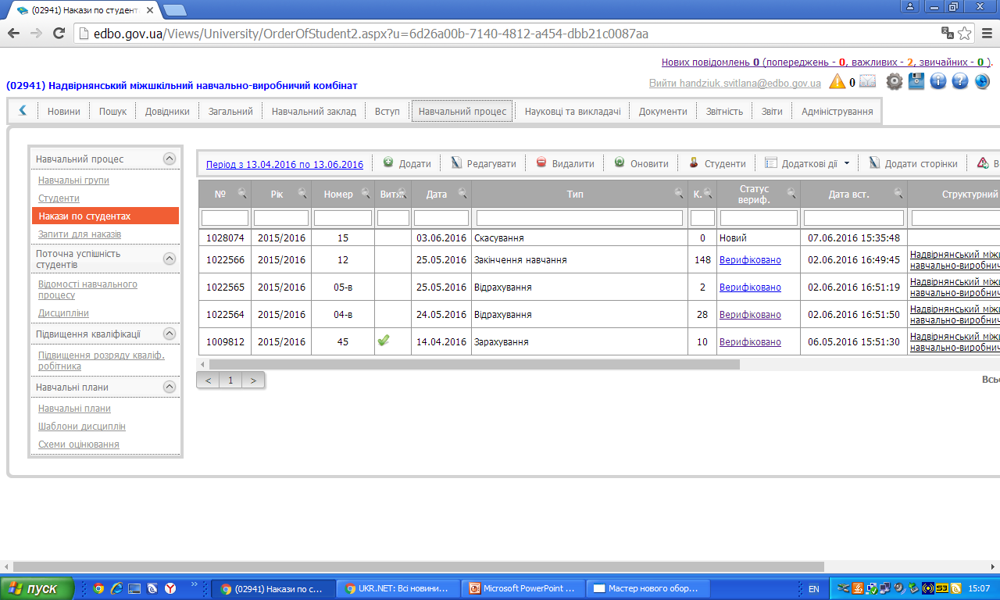 (02941) Накази по студент
edbo.gov.ua/Views/University/OrderOfStudent2.aspx?u=6d26a00b-7140-4812-a454-dbb21c0087aa
Нових повідомлень 0 (попереджень - 0, важливих - 2, звичайних - 0 ).
(02941) Надвірнянський міжшкільний навчально-виробничий комбінат
Вийти handziuk.svitlana@edbo.gov.ua 0
Новини Пошук Довідники Загальний Навчальний заклад Вступ Навчальний процес Науковці та викладачі Документи Звітність Звіти Адміністрування
Навчальний процес
Навчальні групи
Студенти
Накази по студентах
Запити для наказів
Поточна успішність
студентів
Відомості навчального
процесу
Дисципліни
Підвищення кваліфікації
Підвищення розряду кваліф.
робітника
Навчальні плани
Навчальні плани
Шаблони дисциплін
Схеми оцінювання
Період з 13.04.2016 по 13.06.2016 Додати Редагувати Видалити Оновити Студенти Додаткові дії Додати сторінки В
№ Рік Номер Дата Тип К. Статус вериф. Дата вст. Структурний
1028074 2015/2016 15 03.06.2016 Скасування 0 Новий 07.06.2016 15:35:48
1022566 2015/2016 12 25.05.2016 Закінчення навчання 148 Верифіковано 02.06.2016 16:49:45 Надвірнянський міжш
навчально-виробнич
1022565 2015/2016 05-в 25.05.2016 Відрахування 2 Верифіковано 02.06.2016 16:51:19 Надвірнянський міжш
навчально-виробнич
1022564 2015/2016 04-в 24.05.2016 Відрахування 28 Верифіковано 02.06.2016 16:51:50 Надвірнянський міжш
навчально-виробнич
1009812 2015/2016 45 14.04.2016 Зарахування 10 Верифіковано 06.05.2016 15:51:30 Надвірнянський міжш
навчально-виробнич
< 1 >
Всьо
пуск
(02941) Накази по с...
UKR.NET: Всі новини...
Microsoft PowerPoint ...
Мастер нового обор...
EN
15:07